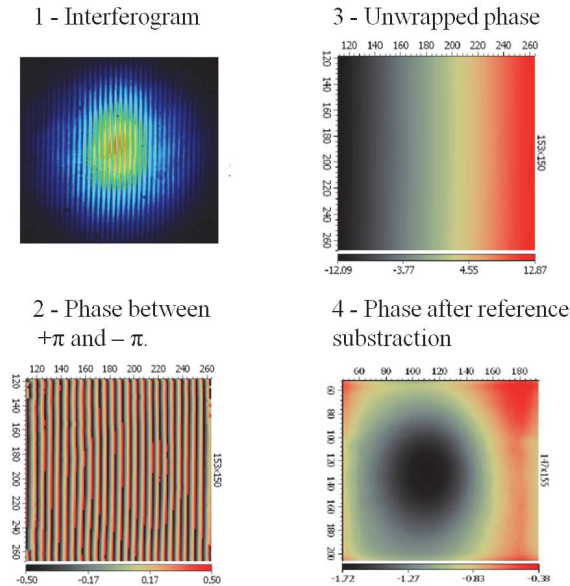 1 - Interferogram
3 - Unwrapped phase
120 140 160 180 200 220 240 260
120
140
160
180
200
220
240
260
153x150
-12.09 -3.77 4.55 12.87
2 - Phase between
+π and – π.
120 140 160 180 200 220 240 260
120
140
160
180
200
220
240
260
153x150
-0.50 -0.17 0.17 0.50
4 - Phase after reference
substraction
60 80 100 120 140 160 180
60
80
100
120
140
160
180
200
147x155
-1.72 -1.27 -0.83 -0.38